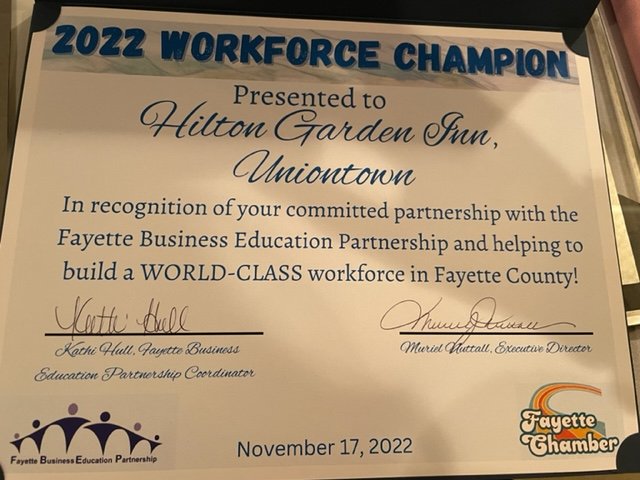 2022 WORKFORCE CHAMPION
Presented to
Hilton Garden Inn,
Uniontown
In recognition of your committed partnership with the
Fayette Business Education Partnership and helping to
build a WORLD-CLASS workforce in Fayette County!
Kathi Hull
Muriel Nuttall
Kathi Hull, Fayette Business
Education Partnership Coordinator
Muriel Nuttall, Executive Director
Fayette Business Education Partnership
November 17, 2022
Fayette
Chamber